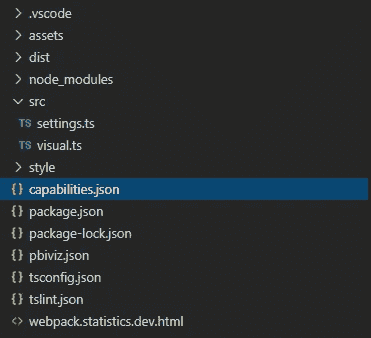 .vscode
assets
dist
node_modules
src
TS settings.ts
TS visual.ts
style
{} capabilities.json
{} package.json
{} package-lock.json
{} pbiviz.json
{} tsconfig.json
{} tslint.json
<> webpack.statistics.dev.html